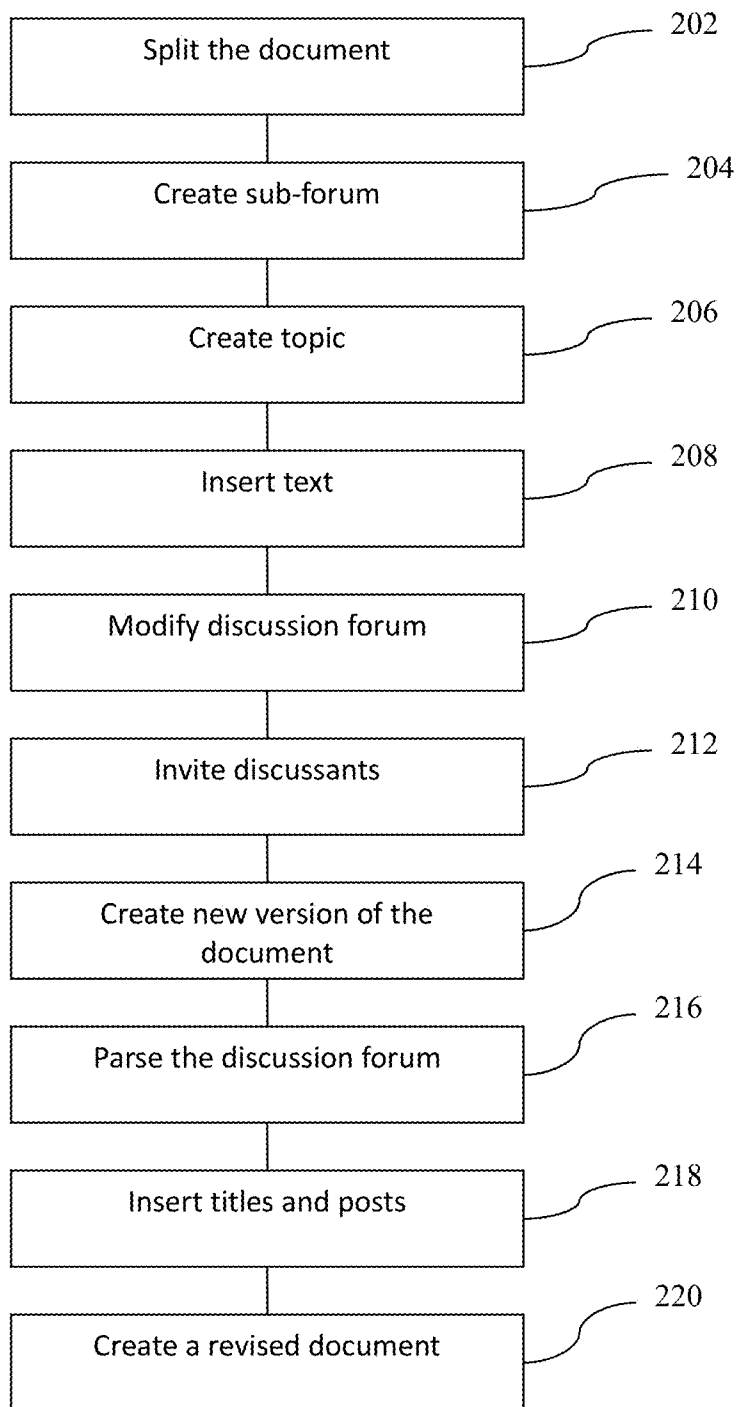 202
Split the document
204
Create sub-forum
206
Create topic
208
Insert text
210
Modify discussion forum
212
Invite discussants
214
Create new version of the
document
216
Parse the discussion forum
218
Insert titles and posts
220
Create a revised document